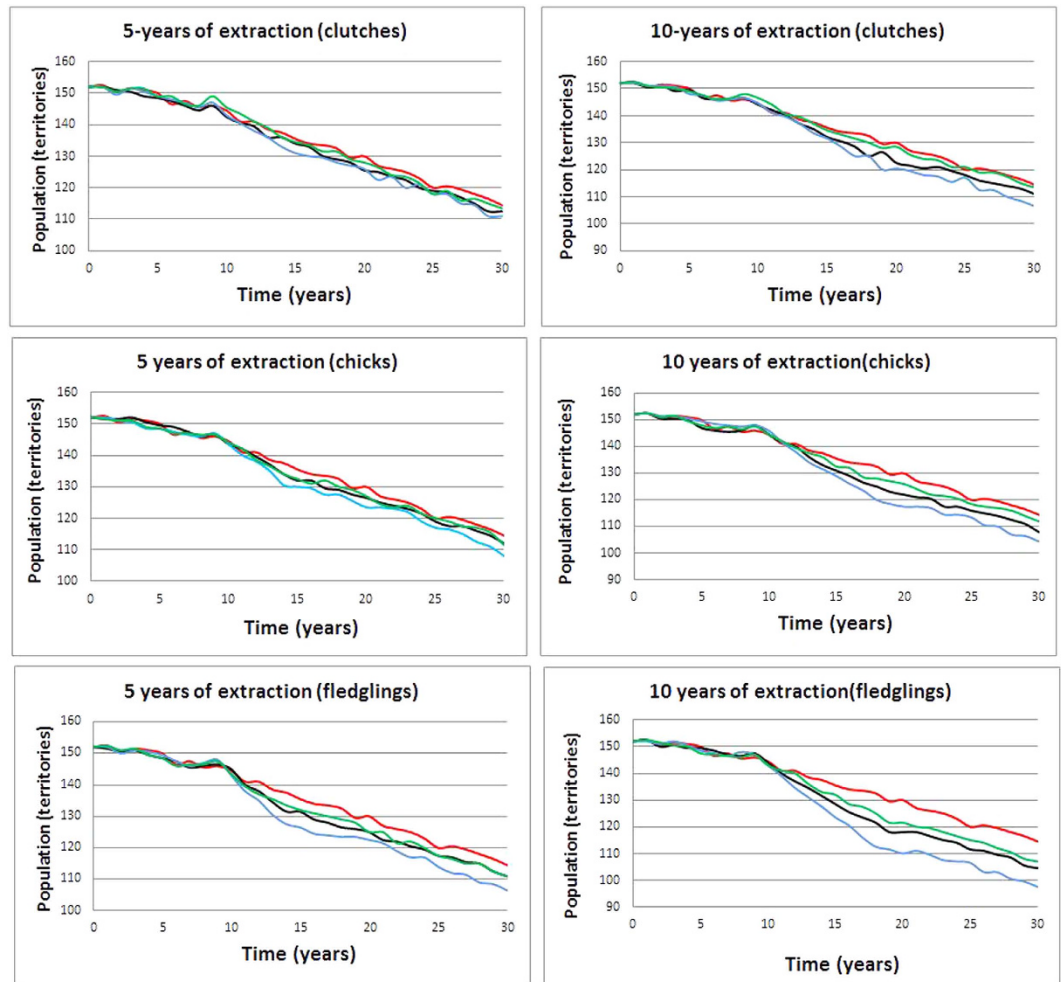 5-years of extraction (clutches)
Population (territories)
160
150
140
130
120
110
100
0 5 10 15 20 25 30
Time (years)
10-years of extraction (clutches)
Population (territories)
160
150
140
130
120
110
100
90
0 5 10 15 20 25 30
Time (years)
5 years of extraction (chicks)
Population (territories)
160
150
140
130
120
110
100
0 5 10 15 20 25 30
Time (years)
10 years of extraction(chicks)
Population (territories)
160
150
140
130
120
110
100
90
0 5 10 15 20 25 30
Time (years)
5 years of extraction (fledglings)
Population (territories)
160
150
140
130
120
110
100
0 5 10 15 20 25 30
Time (years)
10 years of extraction(fledglings)
Population (territories)
160
150
140
130
120
110
100
90
0 5 10 15 20 25 30
Time (years)